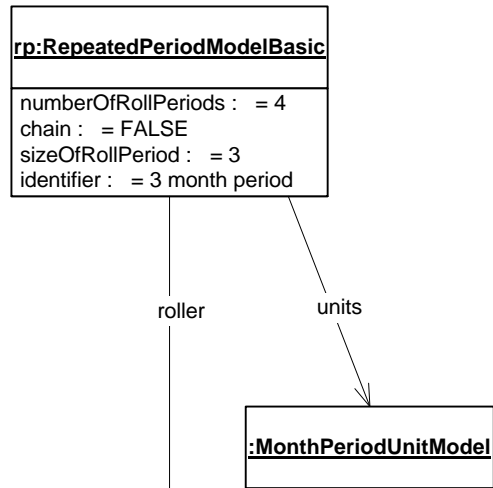 rp:RepeatedPeriodModelBasic
numberOfRollPeriods :   = 4
chain :   = FALSE
sizeOfRollPeriod :   = 3
identifier :   = 3 month period
roller
units
:MonthPeriodUnitModel